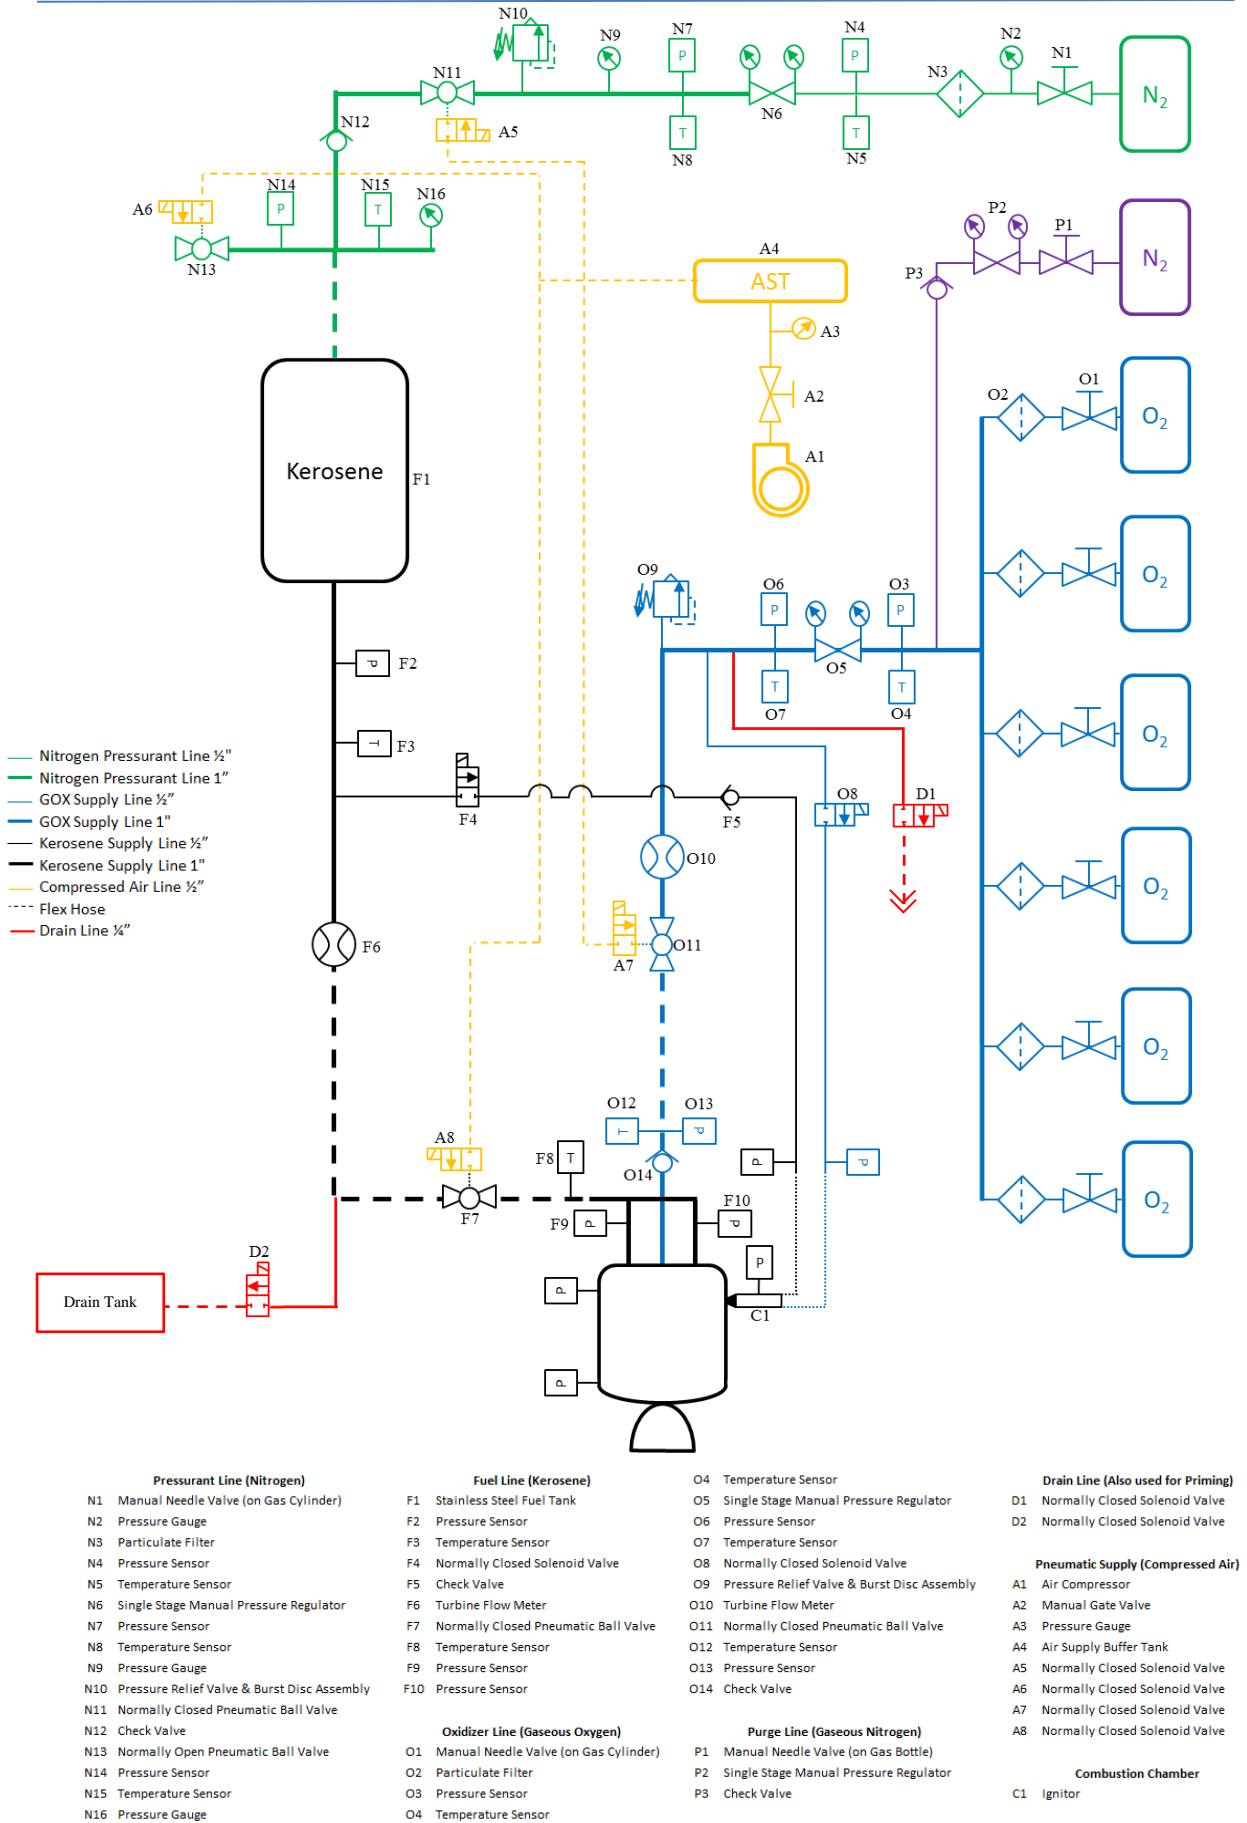 N10
N7
N4
N2
N9
N1
N11
N3
P
P
N2
N6
N12
A5
T
T
N8
N5
N14
N15
N16
A6
P
T
P2
P1
N2
N13
A4
P3
AST
A3
O1
O2
O2
A2
Kerosene
F1
A1
O9
O6
O3
O2
P
P
F2
P
O5
T
T
O7
O4
F3
T
O2
Nitrogen Pressurant Line ½"
Nitrogen Pressurant Line 1"
GOX Supply Line ½"
GOX Supply Line 1"
Kerosene Supply Line ½"
Kerosene Supply Line 1"
Compressed Air Line ½"
Flex Hose
Drain Line ¼"
F4
F5
O8
D1
O10
O2
F6
A7
O11
O2
O12
O13
T
P
A8
F8
T
O14
P
P
F7
F9
P
F10
P
O2
D2
P
P
Drain Tank
C1
P
Pressurant Line (Nitrogen)
N1 Manual Needle Valve (on Gas Cylinder)
N2 Pressure Gauge
N3 Particulate Filter
N4 Pressure Sensor
N5 Temperature Sensor
N6 Single Stage Manual Pressure Regulator
N7 Pressure Sensor
N8 Temperature Sensor
N9 Pressure Gauge
N10 Pressure Relief Valve & Burst Disc Assembly
N11 Normally Closed Pneumatic Ball Valve
N12 Check Valve
N13 Normally Open Pneumatic Ball Valve
N14 Pressure Sensor
N15 Temperature Sensor
N16 Pressure Gauge
Fuel Line (Kerosene)
F1 Stainless Steel Fuel Tank
F2 Pressure Sensor
F3 Temperature Sensor
F4 Normally Closed Solenoid Valve
F5 Check Valve
F6 Turbine Flow Meter
F7 Normally Closed Pneumatic Ball Valve
F8 Temperature Sensor
F9 Pressure Sensor
F10 Pressure Sensor
Oxidizer Line (Gaseous Oxygen)
O1 Manual Needle Valve (on Gas Cylinder)
O2 Particulate Filter
O3 Pressure Sensor
O4 Temperature Sensor
O4 Temperature Sensor
O5 Single Stage Manual Pressure Regulator
O6 Pressure Sensor
O7 Temperature Sensor
O8 Normally Closed Solenoid Valve
O9 Pressure Relief Valve & Burst Disc Assembly
O10 Turbine Flow Meter
O11 Normally Closed Pneumatic Ball Valve
O12 Temperature Sensor
O13 Pressure Sensor
O14 Check Valve
Purge Line (Gaseous Nitrogen)
P1 Manual Needle Valve (on Gas Bottle)
P2 Single Stage Manual Pressure Regulator
P3 Check Valve
Drain Line (Also used for Priming)
D1 Normally Closed Solenoid Valve
D2 Normally Closed Solenoid Valve
Pneumatic Supply (Compressed Air)
A1 Air Compressor
A2 Manual Gate Valve
A3 Pressure Gauge
A4 Air Supply Buffer Tank
A5 Normally Closed Solenoid Valve
A6 Normally Closed Solenoid Valve
A7 Normally Closed Solenoid Valve
A8 Normally Closed Solenoid Valve
Combustion Chamber
C1 Ignitor